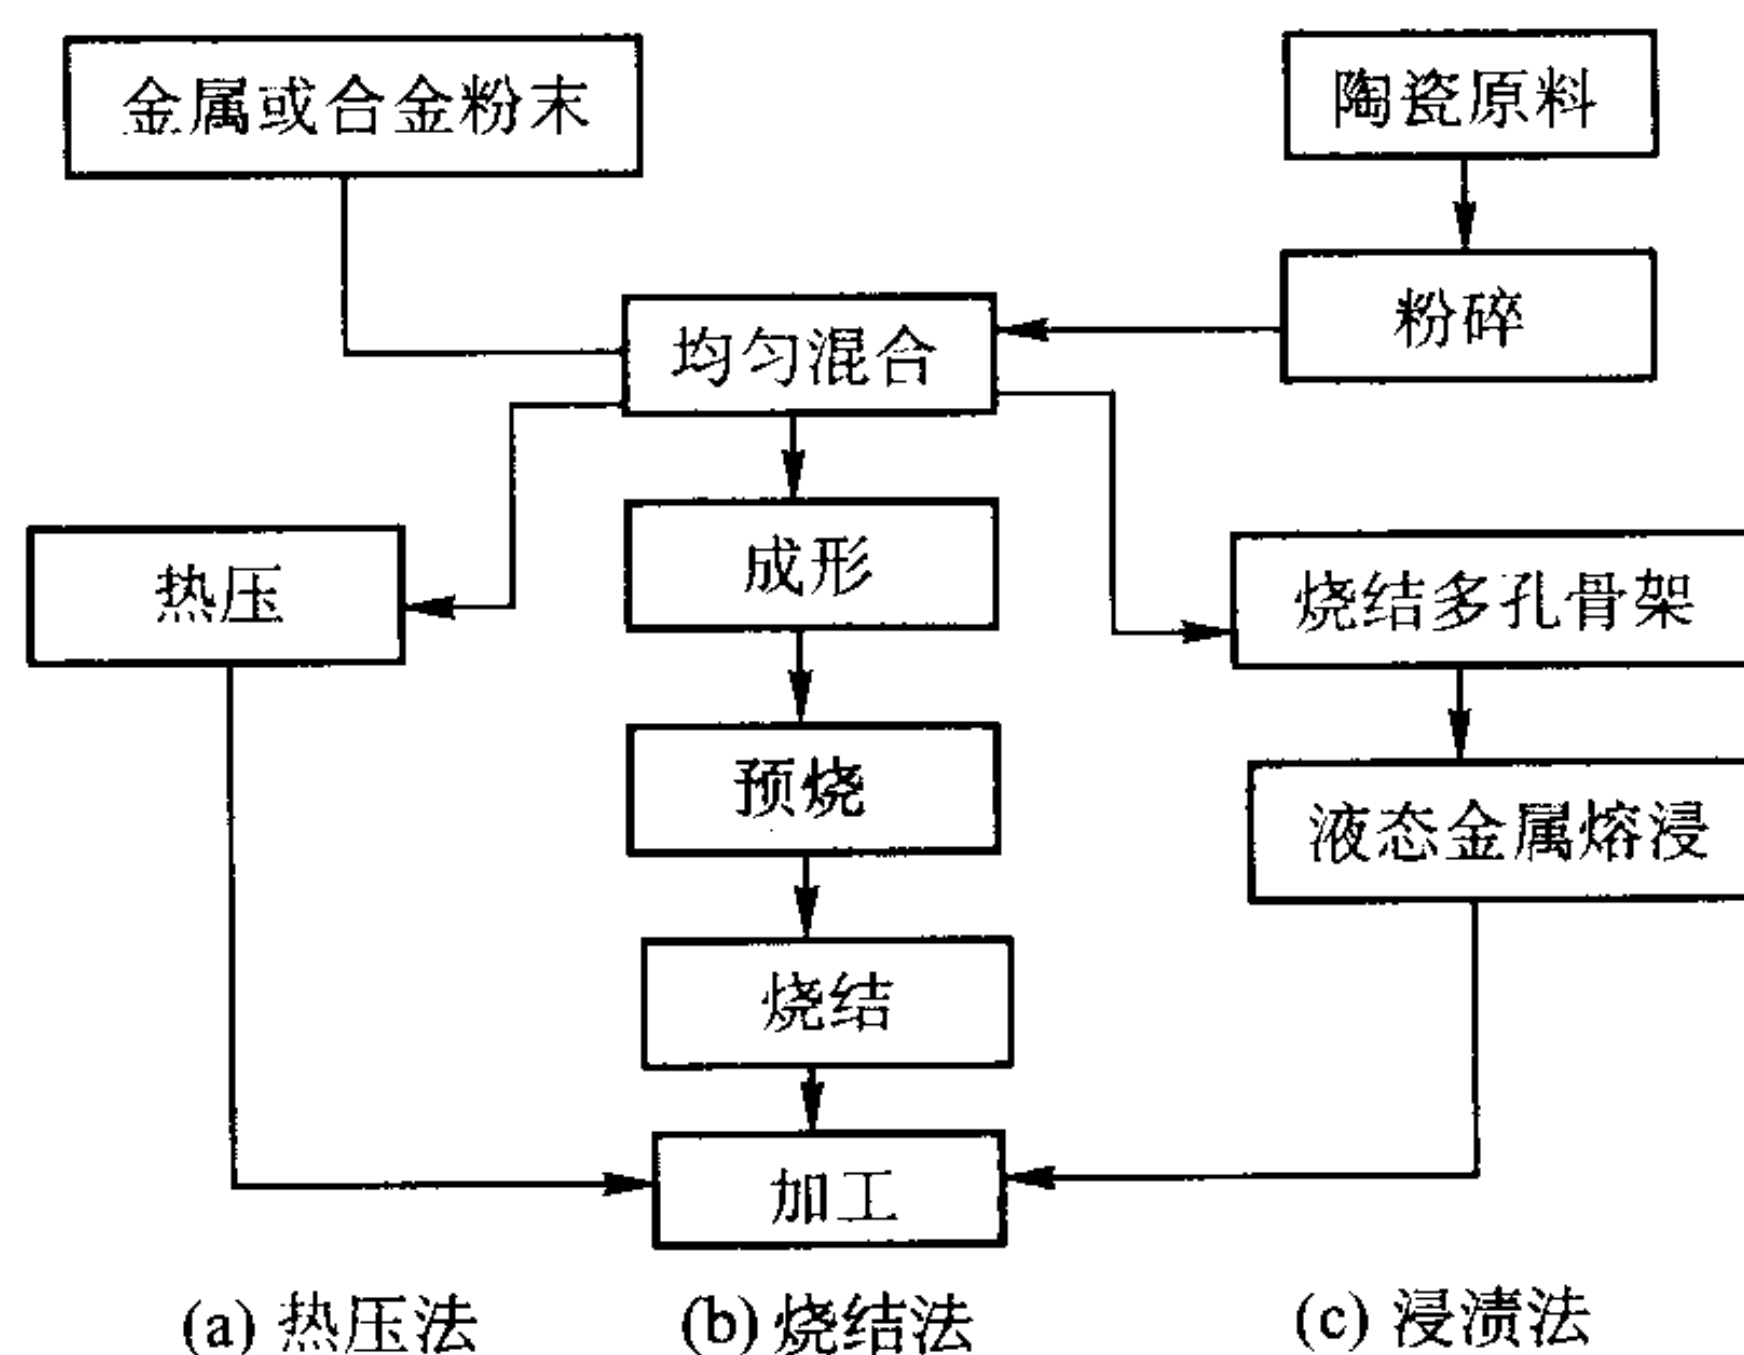 金属或合金粉末
陶瓷原料
粉碎
均匀混合
成形
热压
烧结多孔骨架
预烧
液态金属熔浸
烧结
加工
(a) 热压法
(b) 烧结法
(c) 浸渍法